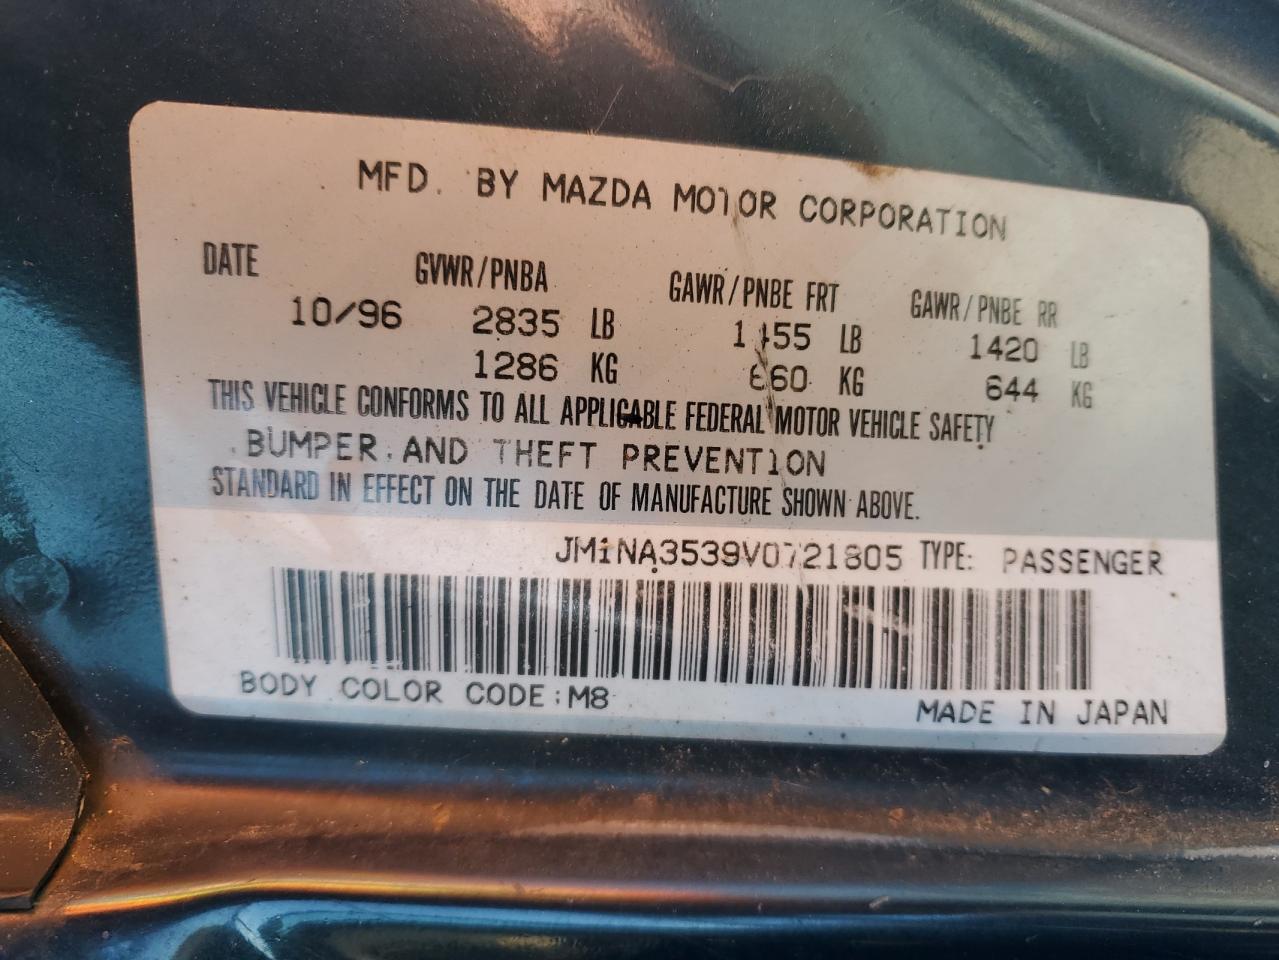 MFD. BY MAZDA MOTOR CORPORATION
DATE GVWR/PNBA GAWR/PNBE FRT GAWR/PNBE RR
10/96 2835 LB 1455 LB 1420 LB
1286 KG 660 KG 644 KG
THIS VEHICLE CONFORMS TO ALL APPLICABLE FEDERAL MOTOR VEHICLE SAFETY
BUMPER, AND THEFT PREVENTION
STANDARD IN EFFECT ON THE DATE OF MANUFACTURE SHOWN ABOVE.
JM1NA3539V0721805 TYPE: PASSENGER
BODY COLOR CODE:M8 MADE IN JAPAN